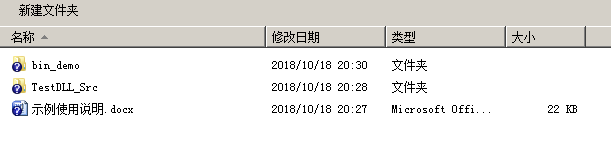 新建文件夹
名称 修改日期 类型 大小
bin_demo 2018/10/18 20:30 文件夹
TestDLL_Src 2018/10/18 20:28 文件夹
示例使用说明.docx 2018/10/18 20:27 Microsoft Offi... 22 KB